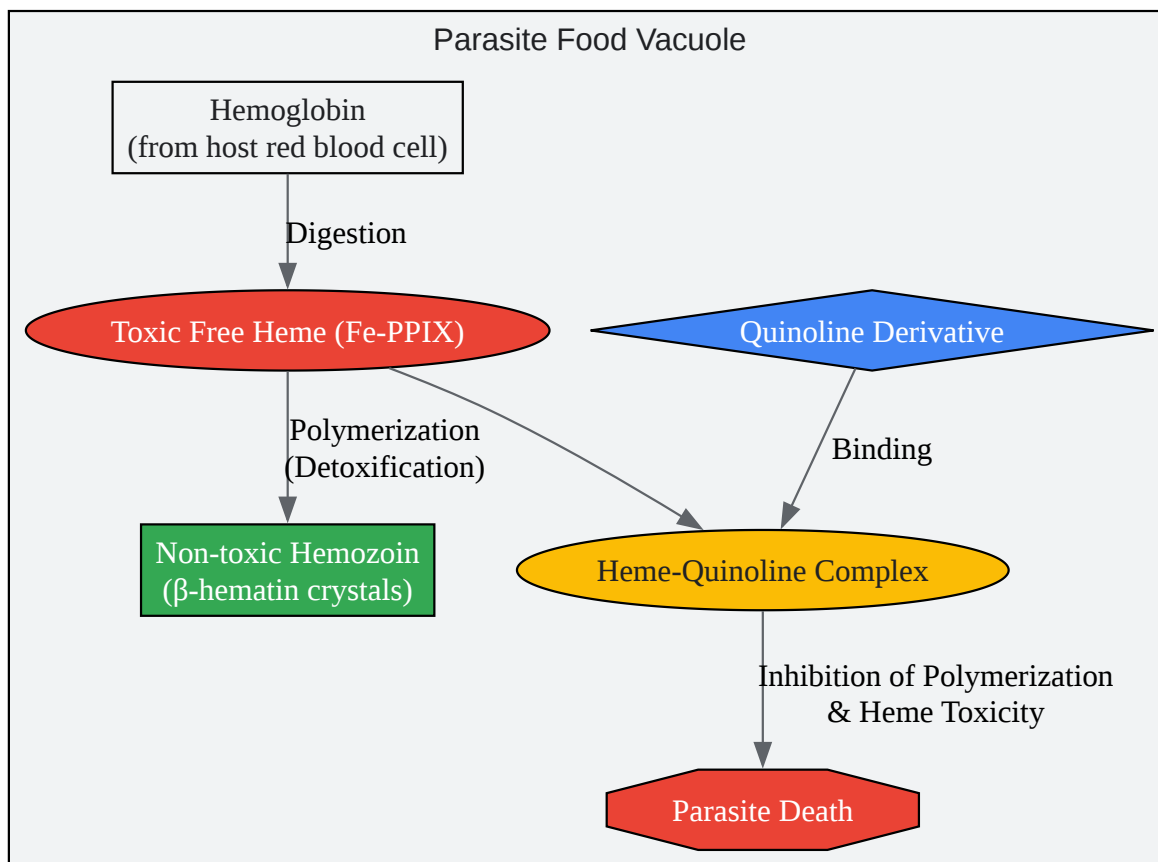 Parasite Food Vacuole
Hemoglobin
(from host red blood cell)
Digestion
Toxic Free Heme (Fe-PPIX)
Quinoline Derivative
Polymerization
(Detoxification)
Binding
Non-toxic Hemozoin
(β-hematin crystals)
Heme-Quinoline Complex
Inhibition of Polymerization
& Heme Toxicity
Parasite Death